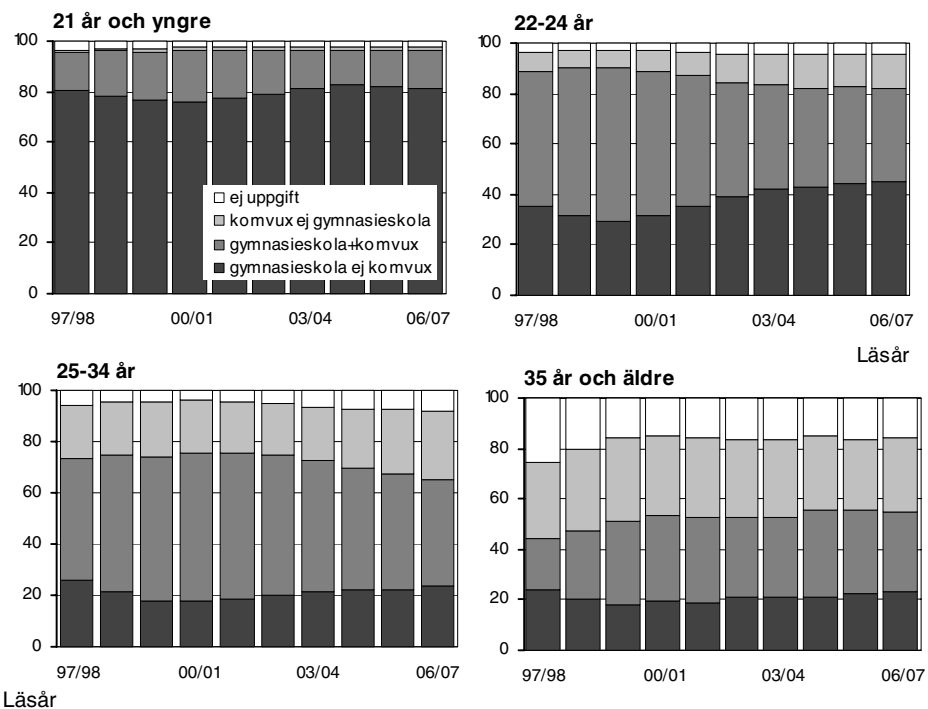 21 år och yngre
100
80
60
40
20
0
ej uppgift
komvux ej gymnasieskola
gymnasieskola+komvux
gymnasieskola ej komvux
97/98 00/01 03/04 06/07
22-24 år
100
80
60
40
20
0
97/98 00/01 03/04 06/07
Läsår
25-34 år
100
80
60
40
20
0
97/98 00/01 03/04 06/07
Läsår
35 år och äldre
100
80
60
40
20
0
97/98 00/01 03/04 06/07